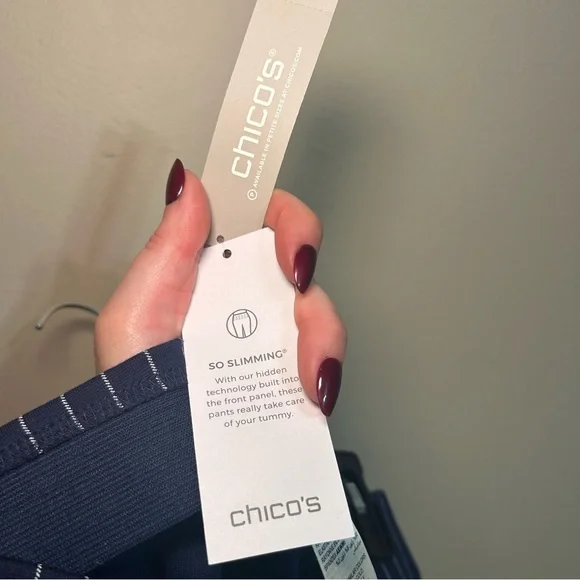 chico's®
Ⓟ AVAILABLE IN PETITE SIZES AT CHICOS.COM
SO SLIMMING®
With our hidden
technology built into
the front panel, these
pants really take care
of your tummy.
chico's